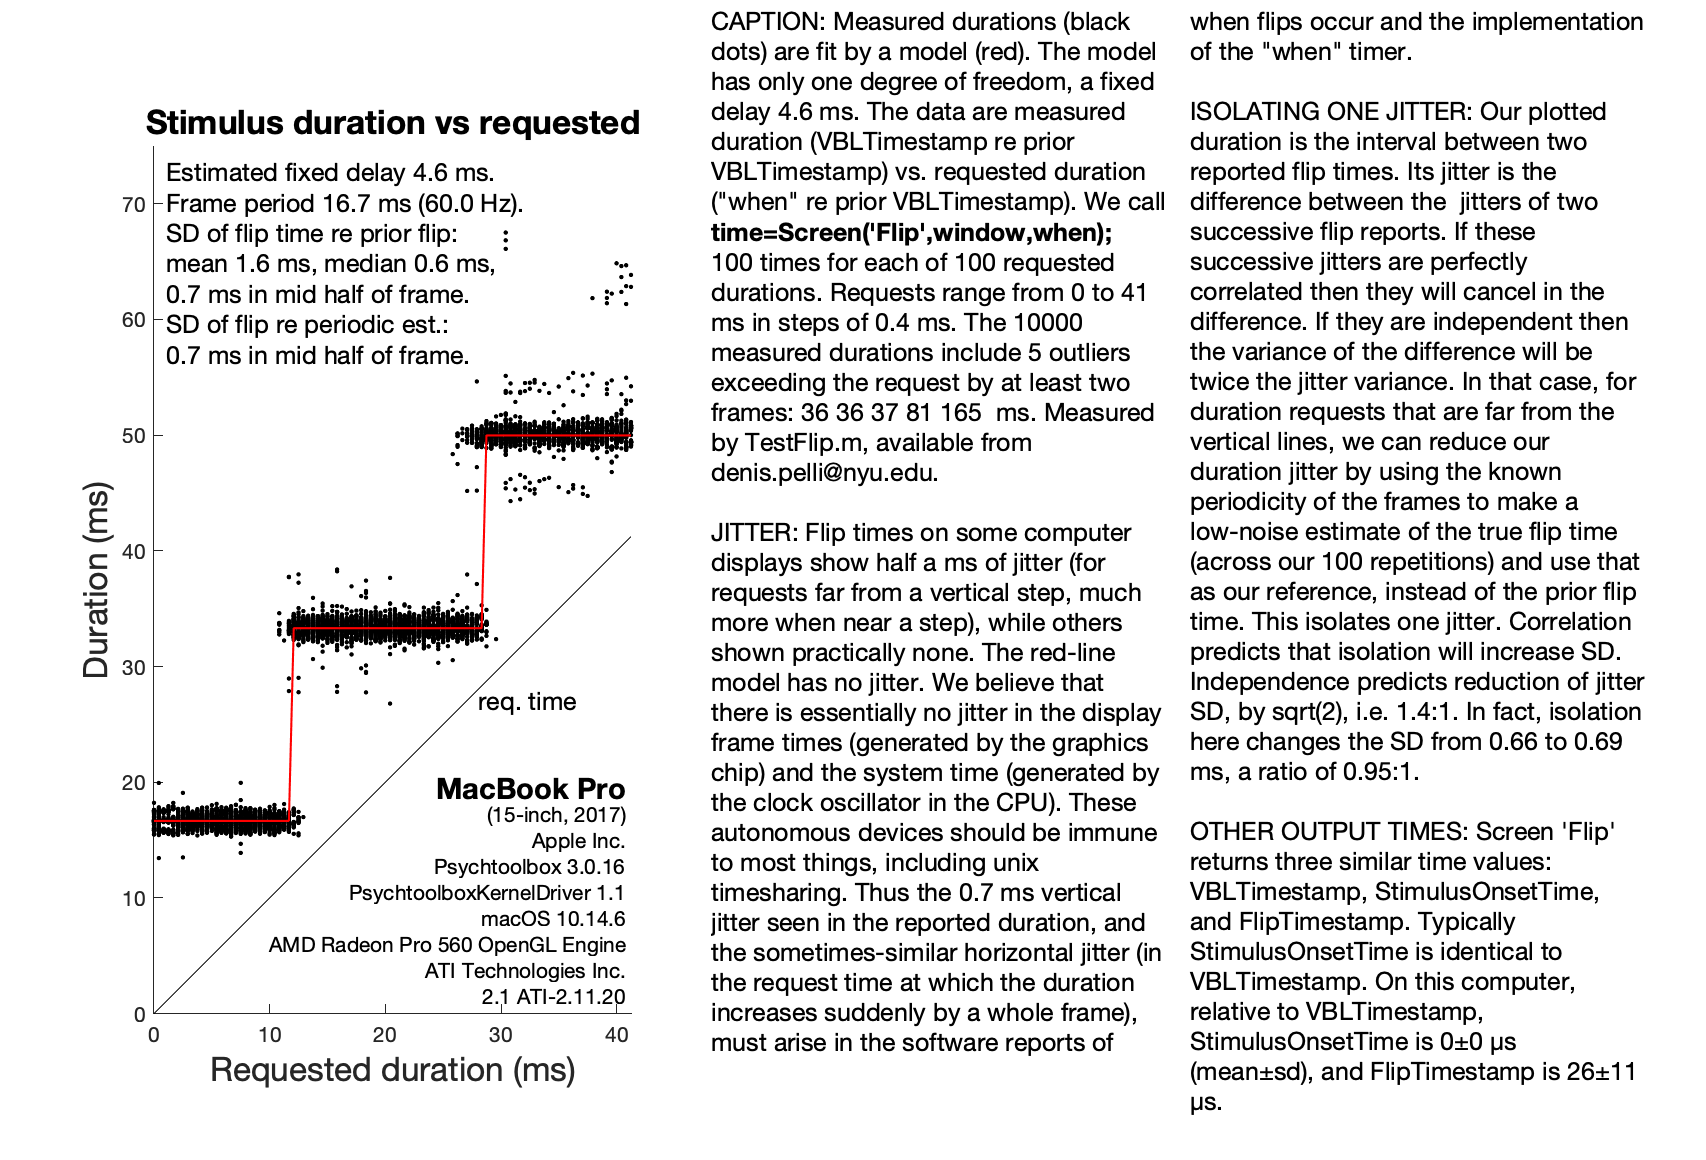 Stimulus duration vs requested
Estimated fixed delay 4.6 ms.
Frame period 16.7 ms (60.0 Hz).
SD of flip time re prior flip:
mean 1.6 ms, median 0.6 ms,
0.7 ms in mid half of frame.
SD of flip re periodic est.:
0.7 ms in mid half of frame.
70
60
50
40
30
20
10
0
Duration (ms)
req. time
MacBook Pro
(15-inch, 2017)
Apple Inc.
Psychtoolbox 3.0.16
PsychtoolboxKernelDriver 1.1
macOS 10.14.6
AMD Radeon Pro 560 OpenGL Engine
ATI Technologies Inc.
2.1 ATI-2.11.20
0 10 20 30 40
Requested duration (ms)
CAPTION: Measured durations (black
dots) are fit by a model (red). The model
has only one degree of freedom, a fixed
delay 4.6 ms. The data are measured
duration (VBLTimestamp re prior
VBLTimestamp) vs. requested duration
("when" re prior VBLTimestamp). We call
time=Screen('Flip',window,when);
100 times for each of 100 requested
durations. Requests range from 0 to 41
ms in steps of 0.4 ms. The 10000
measured durations include 5 outliers
exceeding the request by at least two
frames: 36 36 37 81 165  ms. Measured
by TestFlip.m, available from
denis.pelli@nyu.edu.
JITTER: Flip times on some computer
displays show half a ms of jitter (for
requests far from a vertical step, much
more when near a step), while others
shown practically none. The red-line
model has no jitter. We believe that
there is essentially no jitter in the display
frame times (generated by the graphics
chip) and the system time (generated by
the clock oscillator in the CPU). These
autonomous devices should be immune
to most things, including unix
timesharing. Thus the 0.7 ms vertical
jitter seen in the reported duration, and
the sometimes-similar horizontal jitter (in
the request time at which the duration
increases suddenly by a whole frame),
must arise in the software reports of
when flips occur and the implementation
of the "when" timer.
ISOLATING ONE JITTER: Our plotted
duration is the interval between two
reported flip times. Its jitter is the
difference between the  jitters of two
successive flip reports. If these
successive jitters are perfectly
correlated then they will cancel in the
difference. If they are independent then
the variance of the difference will be
twice the jitter variance. In that case, for
duration requests that are far from the
vertical lines, we can reduce our
duration jitter by using the known
periodicity of the frames to make a
low-noise estimate of the true flip time
(across our 100 repetitions) and use that
as our reference, instead of the prior flip
time. This isolates one jitter. Correlation
predicts that isolation will increase SD.
Independence predicts reduction of jitter
SD, by sqrt(2), i.e. 1.4:1. In fact, isolation
here changes the SD from 0.66 to 0.69
ms, a ratio of 0.95:1.
OTHER OUTPUT TIMES: Screen 'Flip'
returns three similar time values:
VBLTimestamp, StimulusOnsetTime,
and FlipTimestamp. Typically
StimulusOnsetTime is identical to
VBLTimestamp. On this computer,
relative to VBLTimestamp,
StimulusOnsetTime is 0±0 µs
(mean±sd), and FlipTimestamp is 26±11
µs.